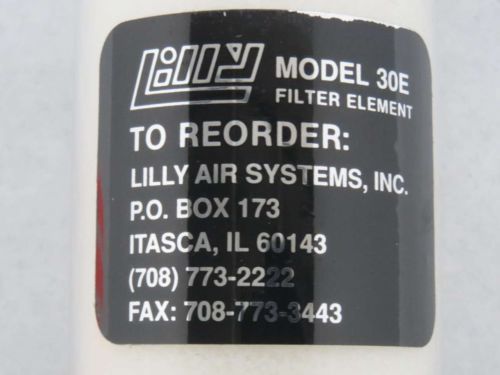 LILLY
MODEL 30E
FILTER ELEMENT
TO REORDER:
LILLY AIR SYSTEMS, INC.
P.O. BOX 173
ITASCA, IL 60143
(708) 773-2222
FAX: 708-773-3443